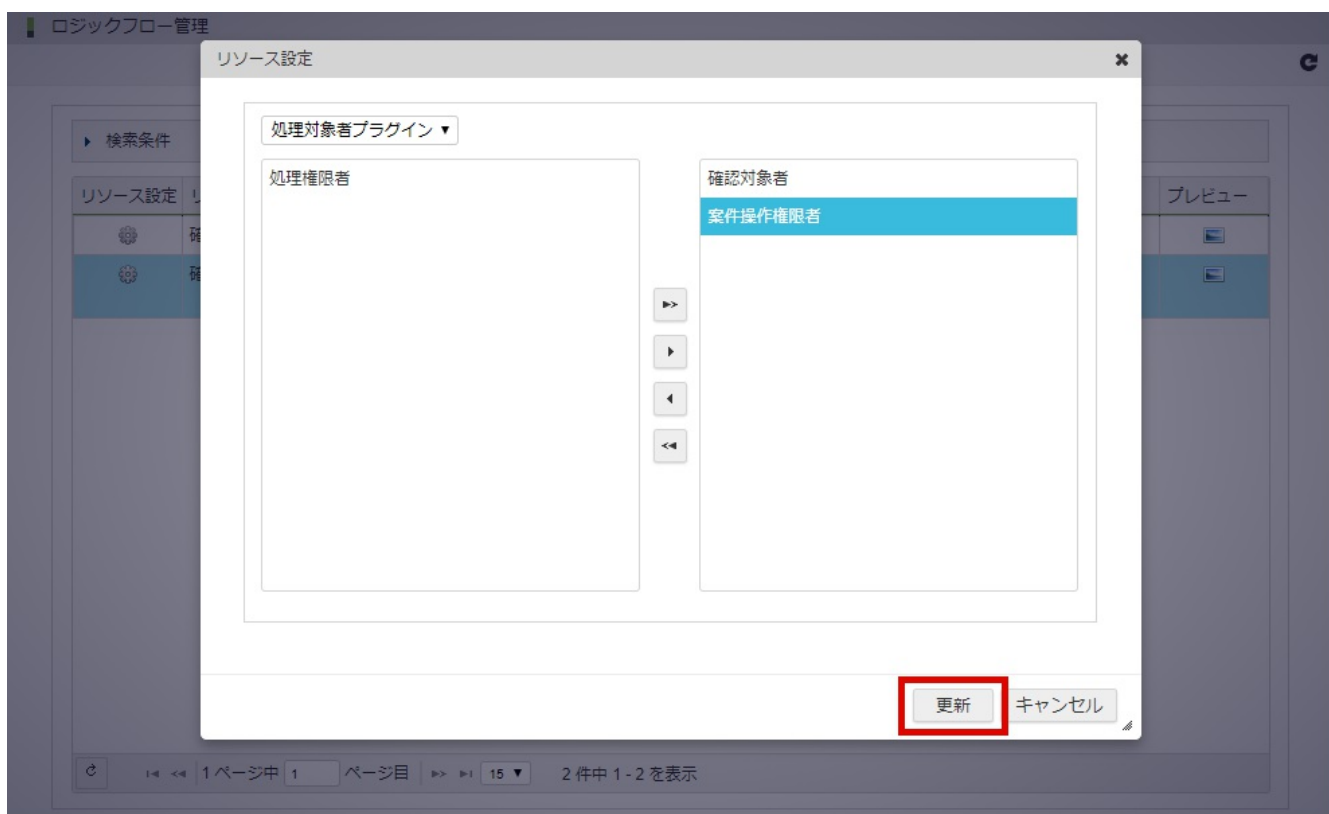 ロジックフロー管理
リソース設定
処理対象者プラグイン ▼
検索条件
処理権限者
確認対象者
案件操作権限者
リソース設定
プレビュー
更新
キャンセル
1 ページ中 1 ページ目 15 ▼ 2 件中 1 - 2 を表示